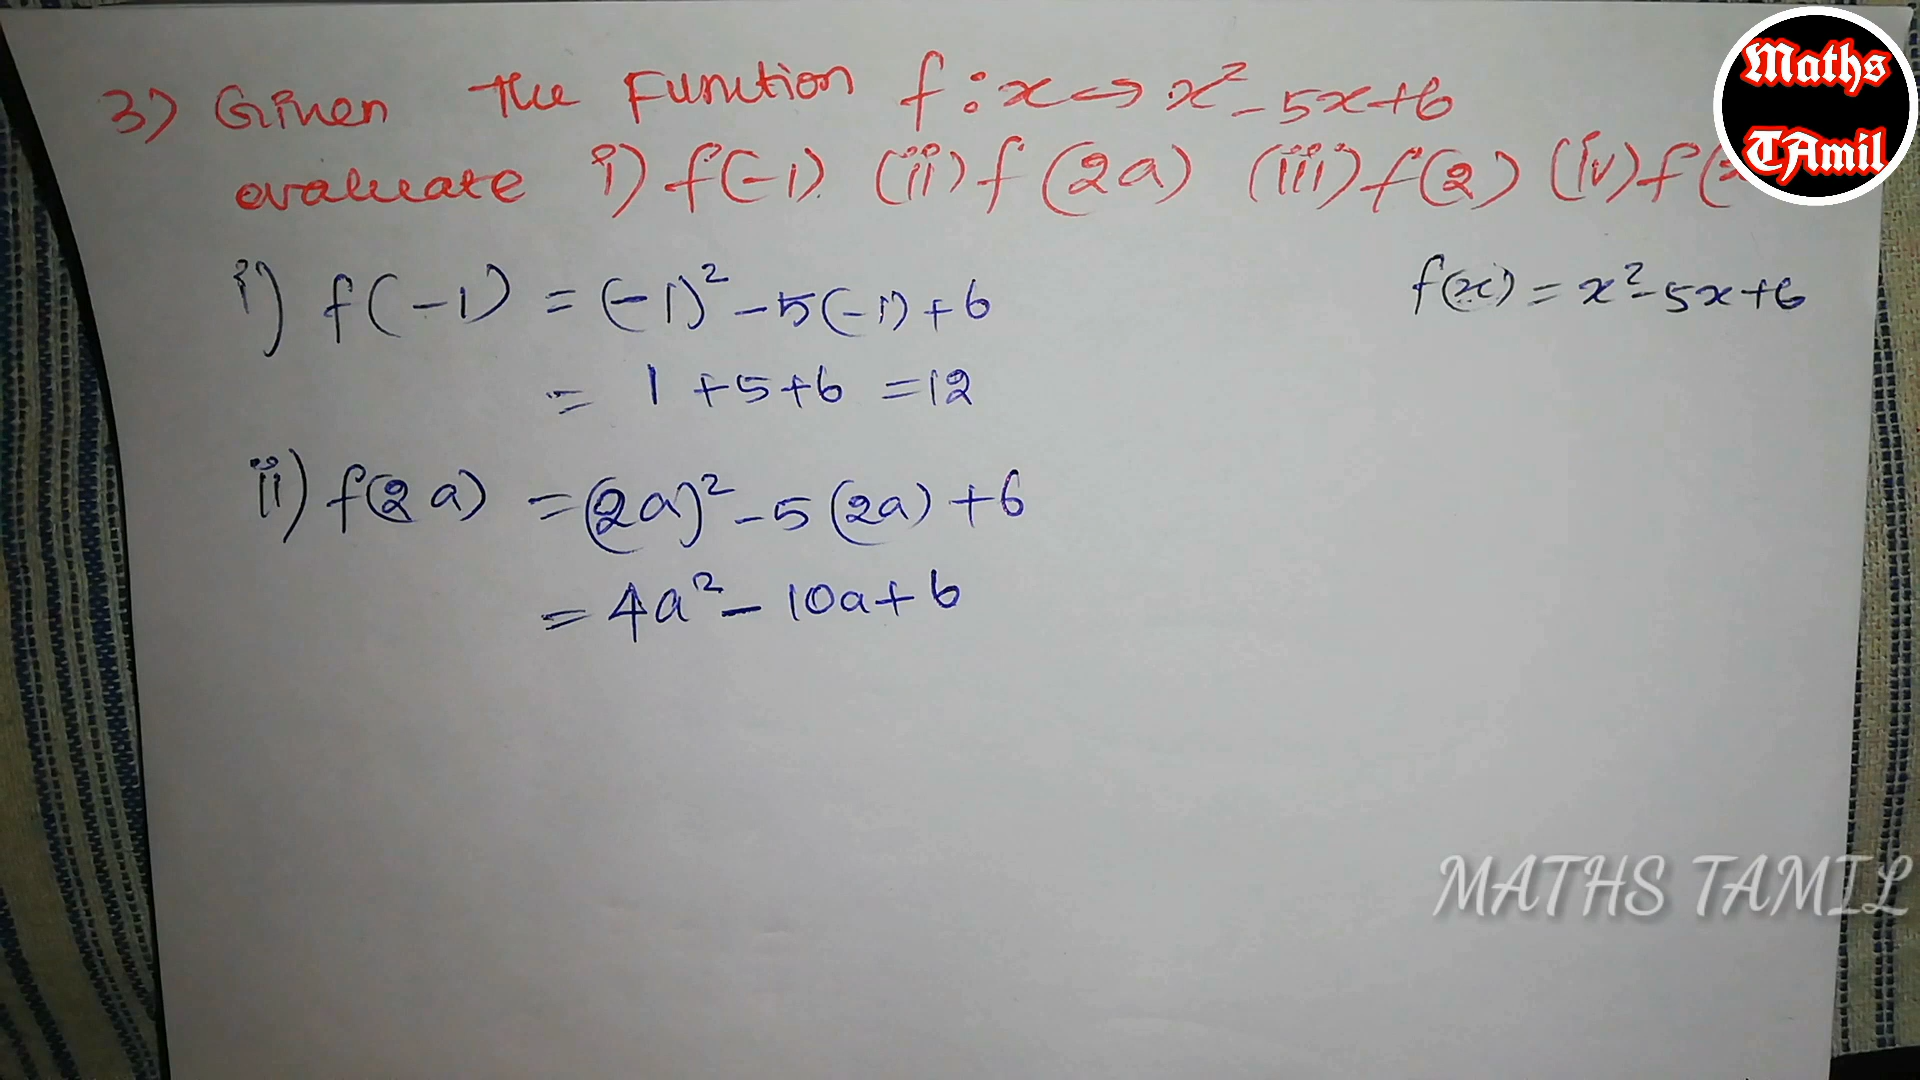 Maths
TAmil
3) Given the Function f : x → x² - 5x + 6
evaluate i) f(-1) (ii) f (2a) (iii) f(2) (iv) f(
f(x) = x² - 5x + 6
i) f(-1) = (-1)² - 5(-1) + 6
= 1 + 5 + 6 = 12
ii) f(2a) = (2a)² - 5(2a) + 6
= 4a² - 10a + 6
MATHS TAMIL